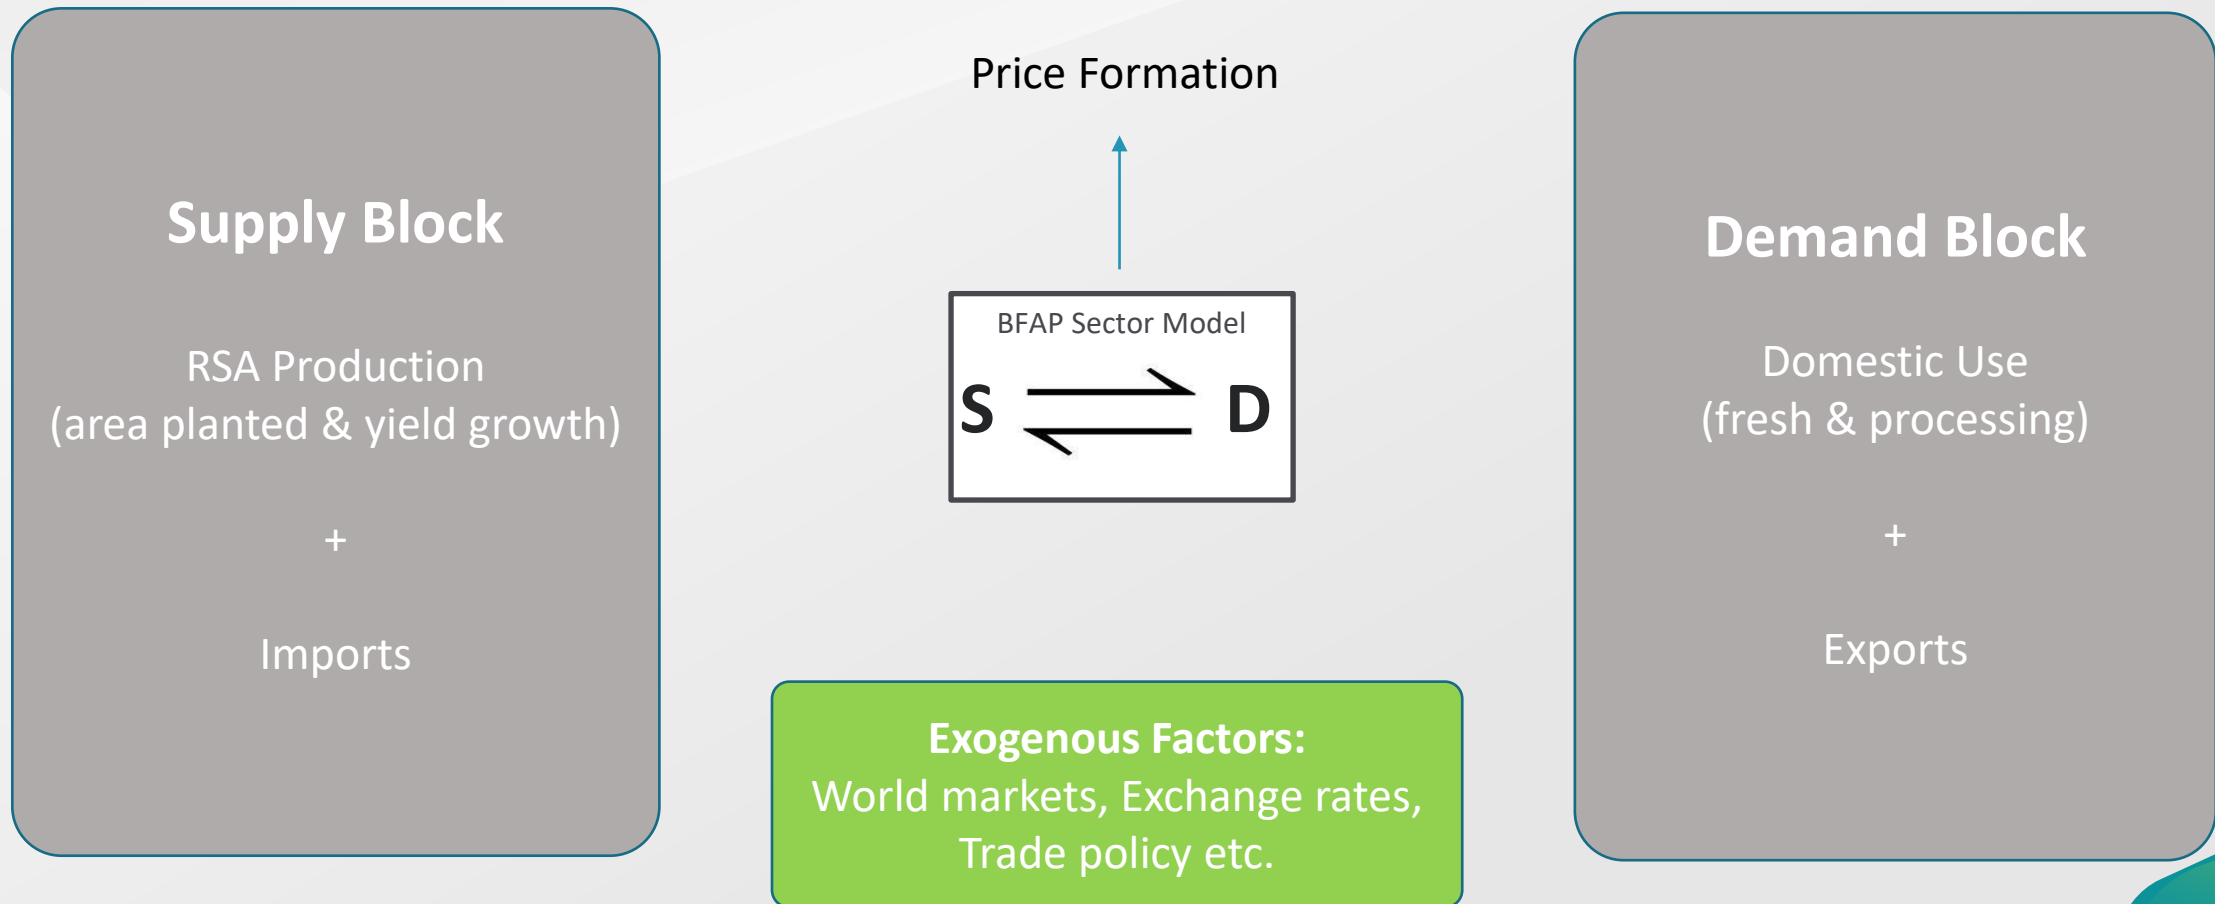 Supply Block
RSA Production
(area planted & yield growth)
+
Imports
Price Formation
BFAP Sector Model
S D
Exogenous Factors:
World markets, Exchange rates,
Trade policy etc.
Demand Block
Domestic Use
(fresh & processing)
+
Exports